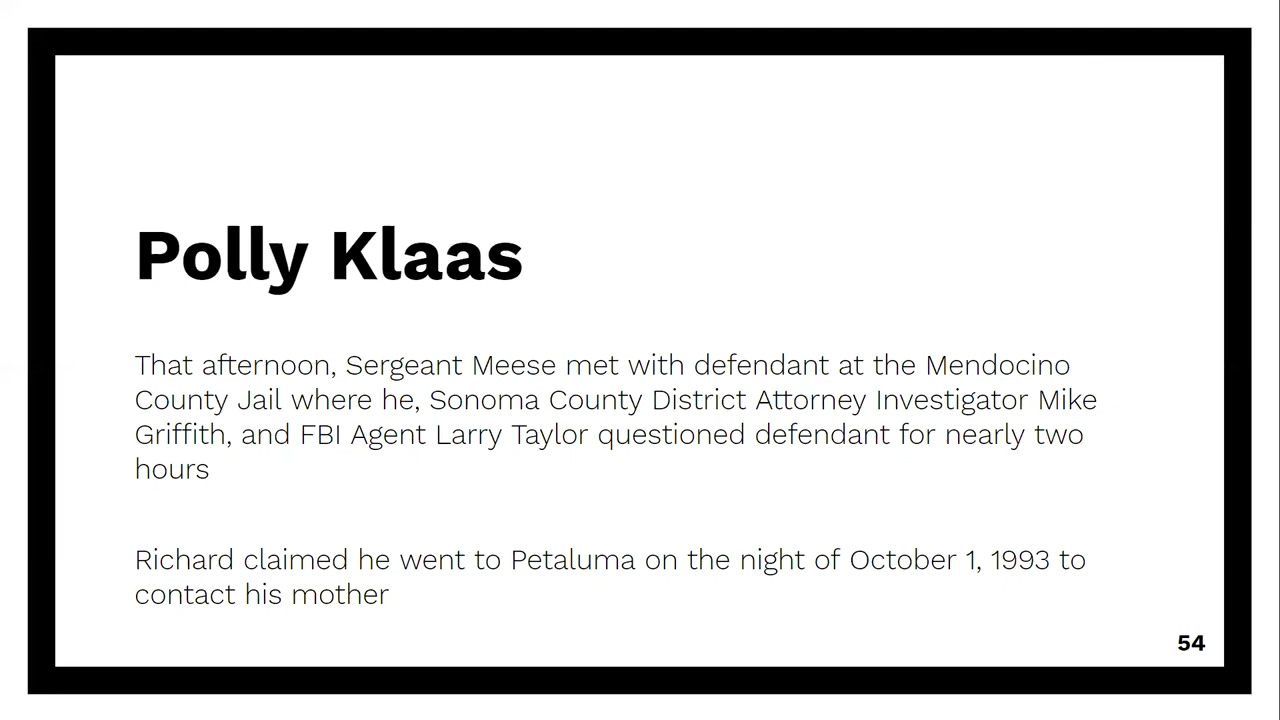 Polly Klaas
That afternoon, Sergeant Meese met with defendant at the Mendocino
County Jail where he, Sonoma County District Attorney Investigator Mike
Griffith, and FBI Agent Larry Taylor questioned defendant for nearly two
hours
Richard claimed he went to Petaluma on the night of October 1, 1993 to
contact his mother
54